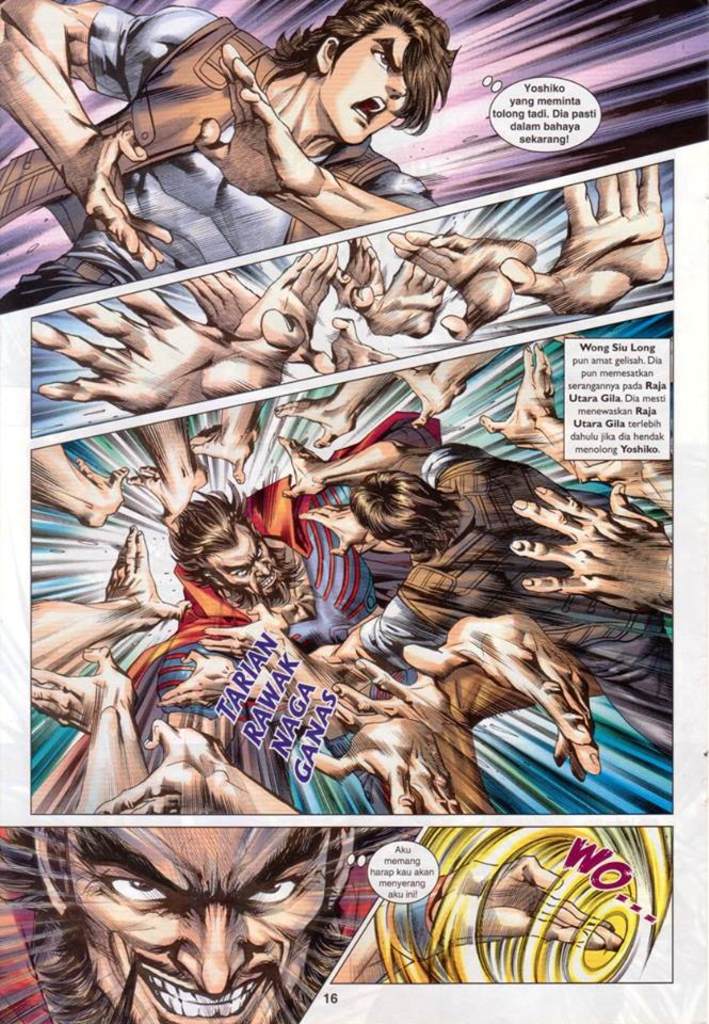 Yoshiko
yang meminta
tolong tadi. Dia pasti
dalam bahaya
sekarang!
Wong Siu Long
pun amat gelisah. Dia
pun memesatkan
serangannya pada Raja
Utara Gila. Dia mesti
menewaskan Raja
Utara Gila terlebih
dahulu jika dia hendak
menolong Yoshiko.
TARIAN
RAWAK
NAGA
GANAS
Aku
memang
harap kau akan
menyerang
aku ini!
WO...
16